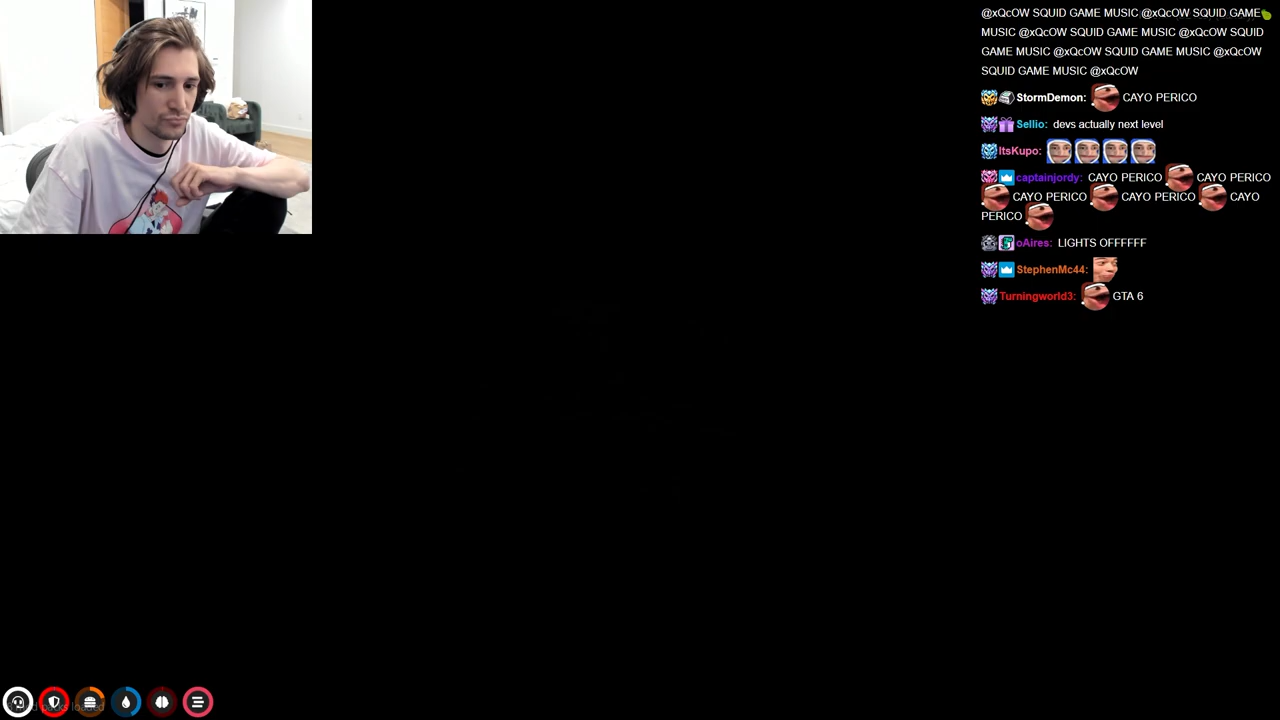 @xQcOW SQUID GAME MUSIC @xQcOW SQUID GAME
MUSIC @xQcOW SQUID GAME MUSIC @xQcOW SQUID
GAME MUSIC @xQcOW SQUID GAME MUSIC @xQcOW
SQUID GAME MUSIC @xQcOW
StormDemon: CAYO PERICO
Sellio: devs actually next level
ItsKupo:
captainjordy: CAYO PERICO CAYO PERICO
CAYO PERICO CAYO PERICO CAYO
PERICO
oAires: LIGHTS OFFFFFF
StephenMc44:
Turningworld3: GTA 6
loaded